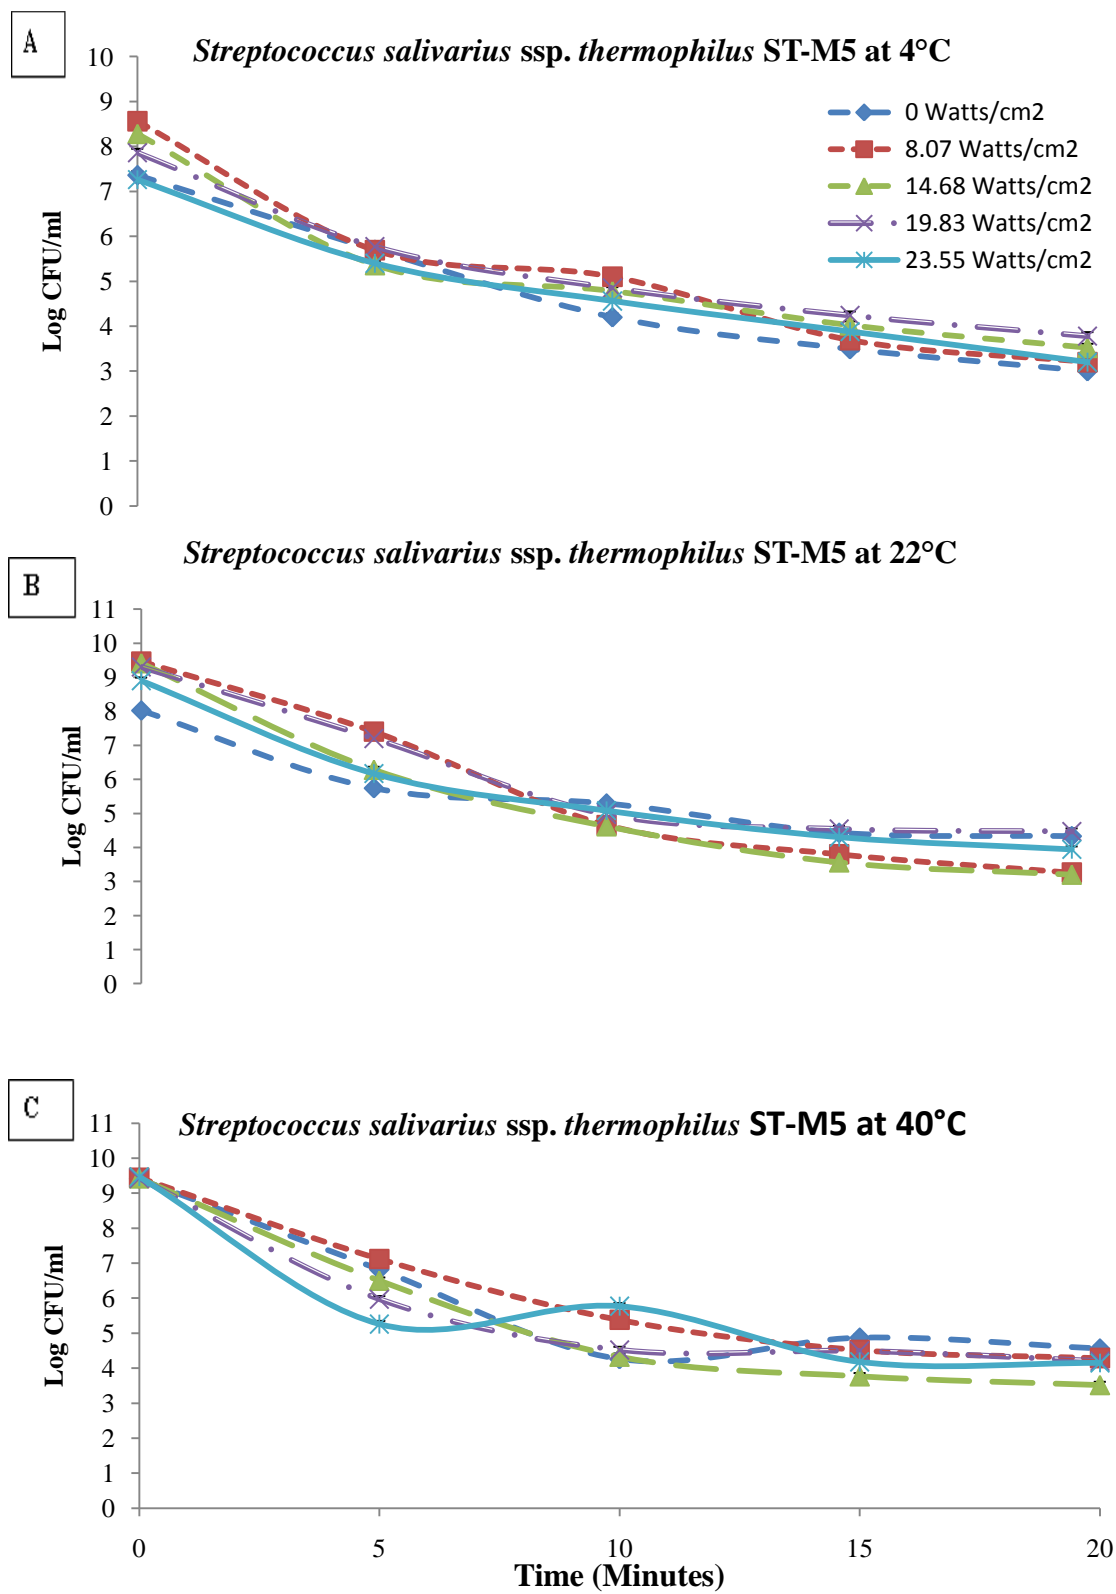 A
Streptococcus salivarius ssp. thermophilus ST-M5 at 4°C
10
9
8
7
6
5
4
3
2
1
0
Log CFU/ml
0 Watts/cm2
8.07 Watts/cm2
14.68 Watts/cm2
19.83 Watts/cm2
23.55 Watts/cm2
B
Streptococcus salivarius ssp. thermophilus ST-M5 at 22°C
11
10
9
8
7
6
5
4
3
2
1
0
Log CFU/ml
C
Streptococcus salivarius ssp. thermophilus ST-M5 at 40°C
11
10
9
8
7
6
5
4
3
2
1
0
Log CFU/ml
0 5 10 15 20
Time (Minutes)